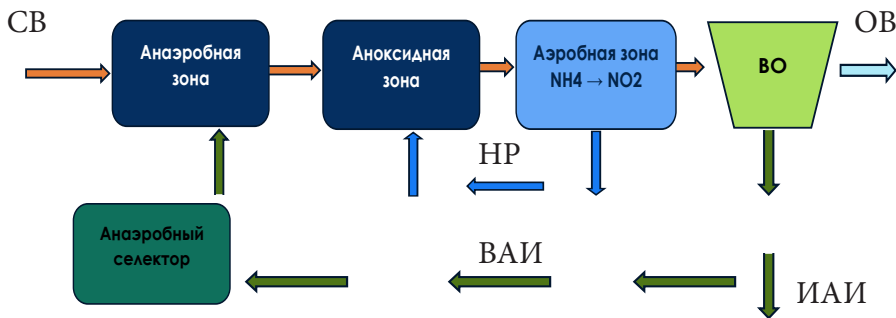 СВ
Анаэробная
зона
Аноксидная
зона
Аэробная зона
NH4 → NO2
ВО
ОВ
НР
Анаэробный
селектор
ВАИ
ИАИ